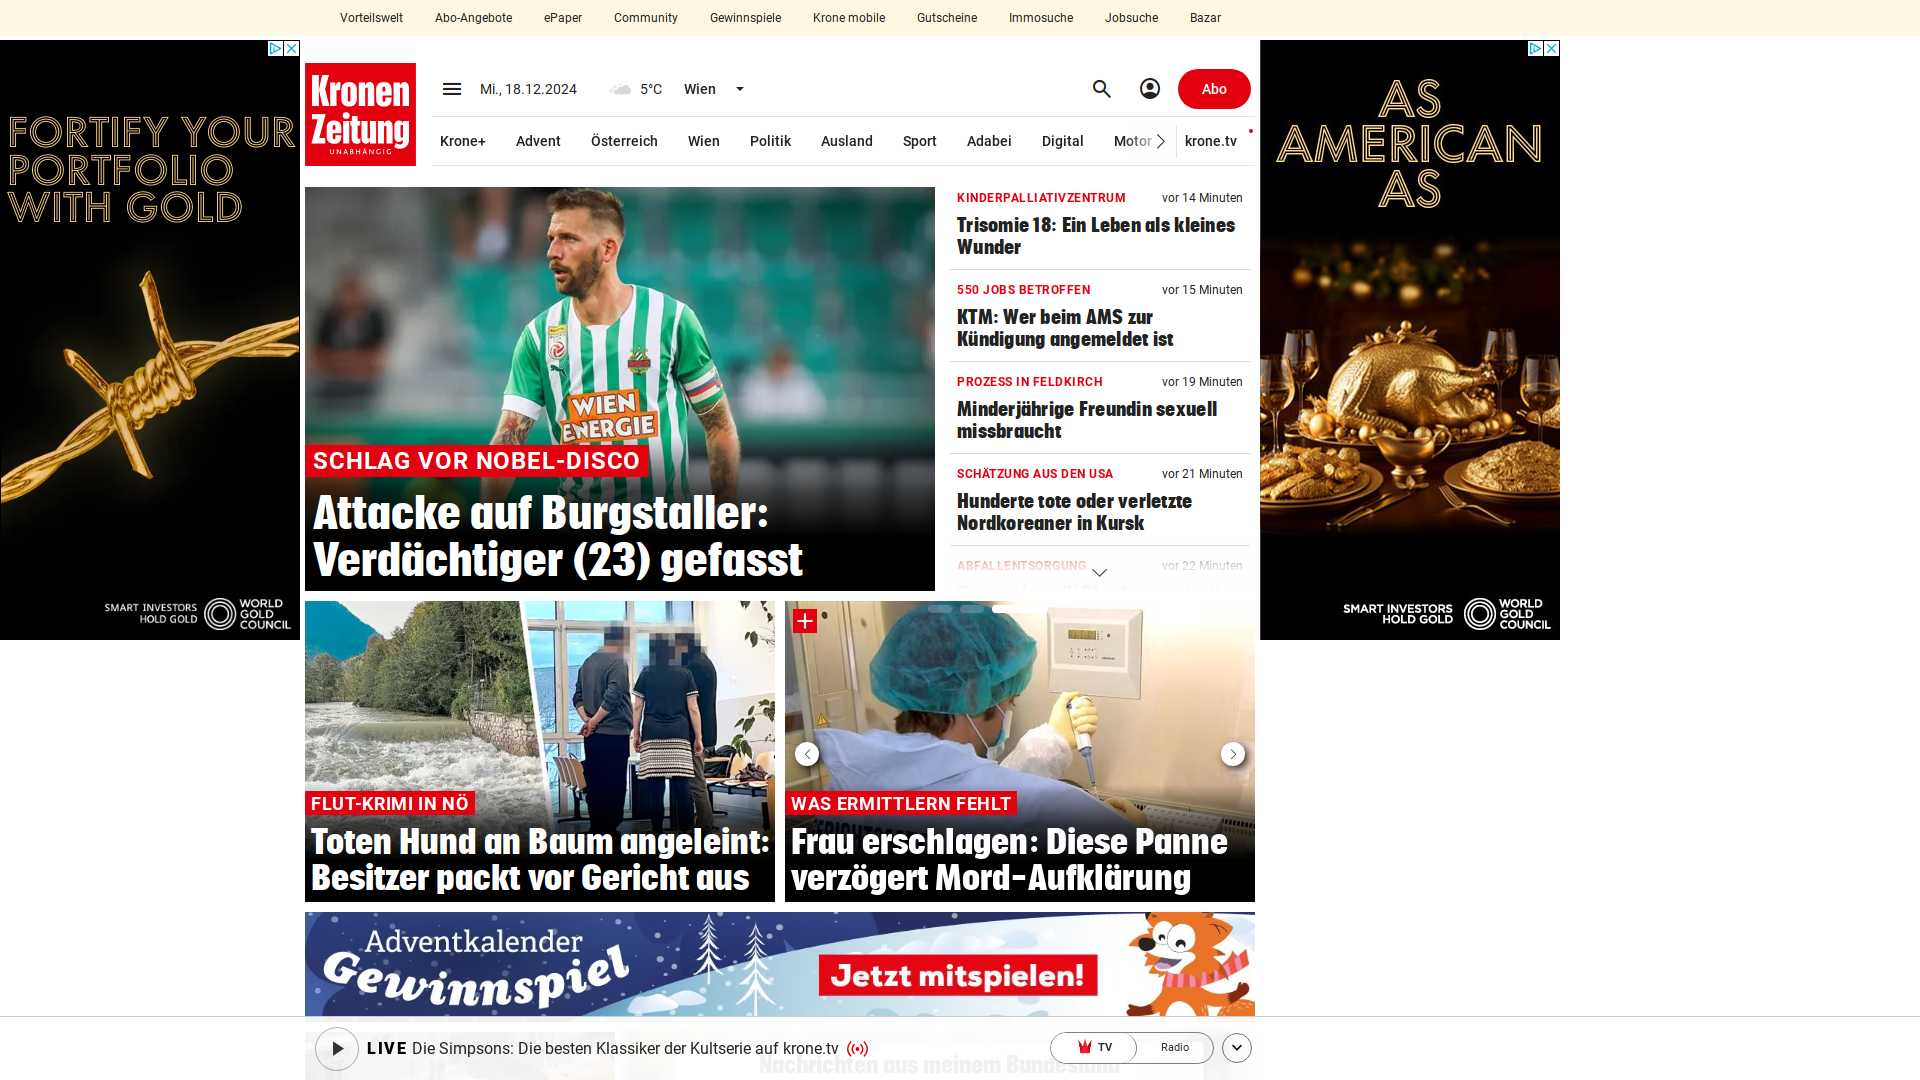 Vorteilswelt
Abo-Angebote
ePaper
Community
Gewinnspiele
Krone mobile
Gutscheine
Immosuche
Jobsuche
Bazar
FORTIFY YOUR
PORTFOLIO
WITH GOLD
SMART INVESTORS
HOLD GOLD
WORLD
GOLD
COUNCIL
Kronen
Zeitung
UNABHÄNGIG
Mi., 18.12.2024
5°C
Wien
Abo
Krone+
Advent
Österreich
Wien
Politik
Ausland
Sport
Adabei
Digital
Motor
krone.tv
WIEN
ENERGIE
SCHLAG VOR NOBEL-DISCO
Attacke auf Burgstaller:
Verdächtiger (23) gefasst
KINDERPALLIATIVZENTRUM
vor 14 Minuten
Trisomie 18: Ein Leben als kleines
Wunder
550 JOBS BETROFFEN
vor 15 Minuten
KTM: Wer beim AMS zur
Kündigung angemeldet ist
PROZESS IN FELDKIRCH
vor 19 Minuten
Minderjährige Freundin sexuell
missbraucht
SCHÄTZUNG AUS DEN USA
vor 21 Minuten
Hunderte tote oder verletzte
Nordkoreaner in Kursk
ABFALLENTSORGUNG
vor 22 Minuten
FLUT-KRIMI IN NÖ
Toten Hund an Baum angeleint:
Besitzer packt vor Gericht aus
WAS ERMITTLERN FEHLT
Frau erschlagen: Diese Panne
verzögert Mord-Aufklärung
AS
AMERICAN
AS
SMART INVESTORS
HOLD GOLD
WORLD
GOLD
COUNCIL
Adventkalender
Gewinnspiel
Jetzt mitspielen!
LIVE Die Simpsons: Die besten Klassiker der Kultserie auf krone.tv
TV
Radio
Nachrichten aus meinem Bundesland